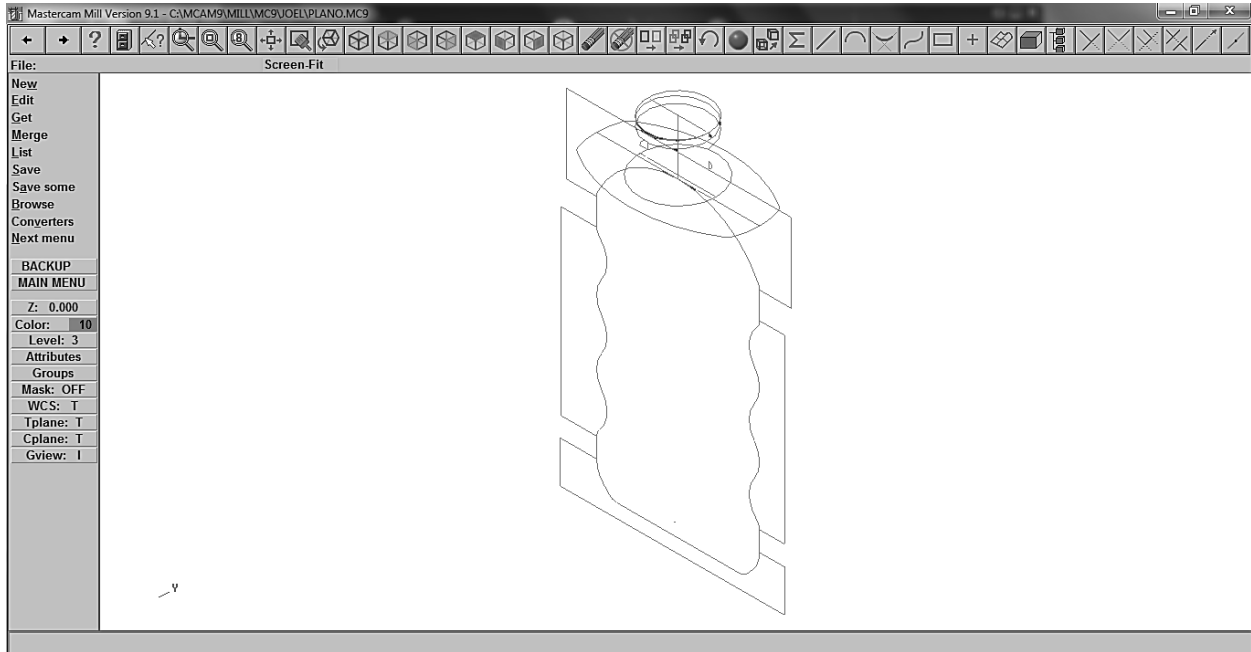 Mastercam Mill Version 9.1 - C:\MCAM9\MILL\MC9\JOEL\PLANO.MC9
File: Screen-Fit
New
Edit
Get
Merge
List
Save
Save some
Browse
Converters
Next menu
BACKUP
MAIN MENU
Z: 0.000
Color: 10
Level: 3
Attributes
Groups
Mask: OFF
WCS: T
Tplane: T
Cplane: T
Gview: I
Y